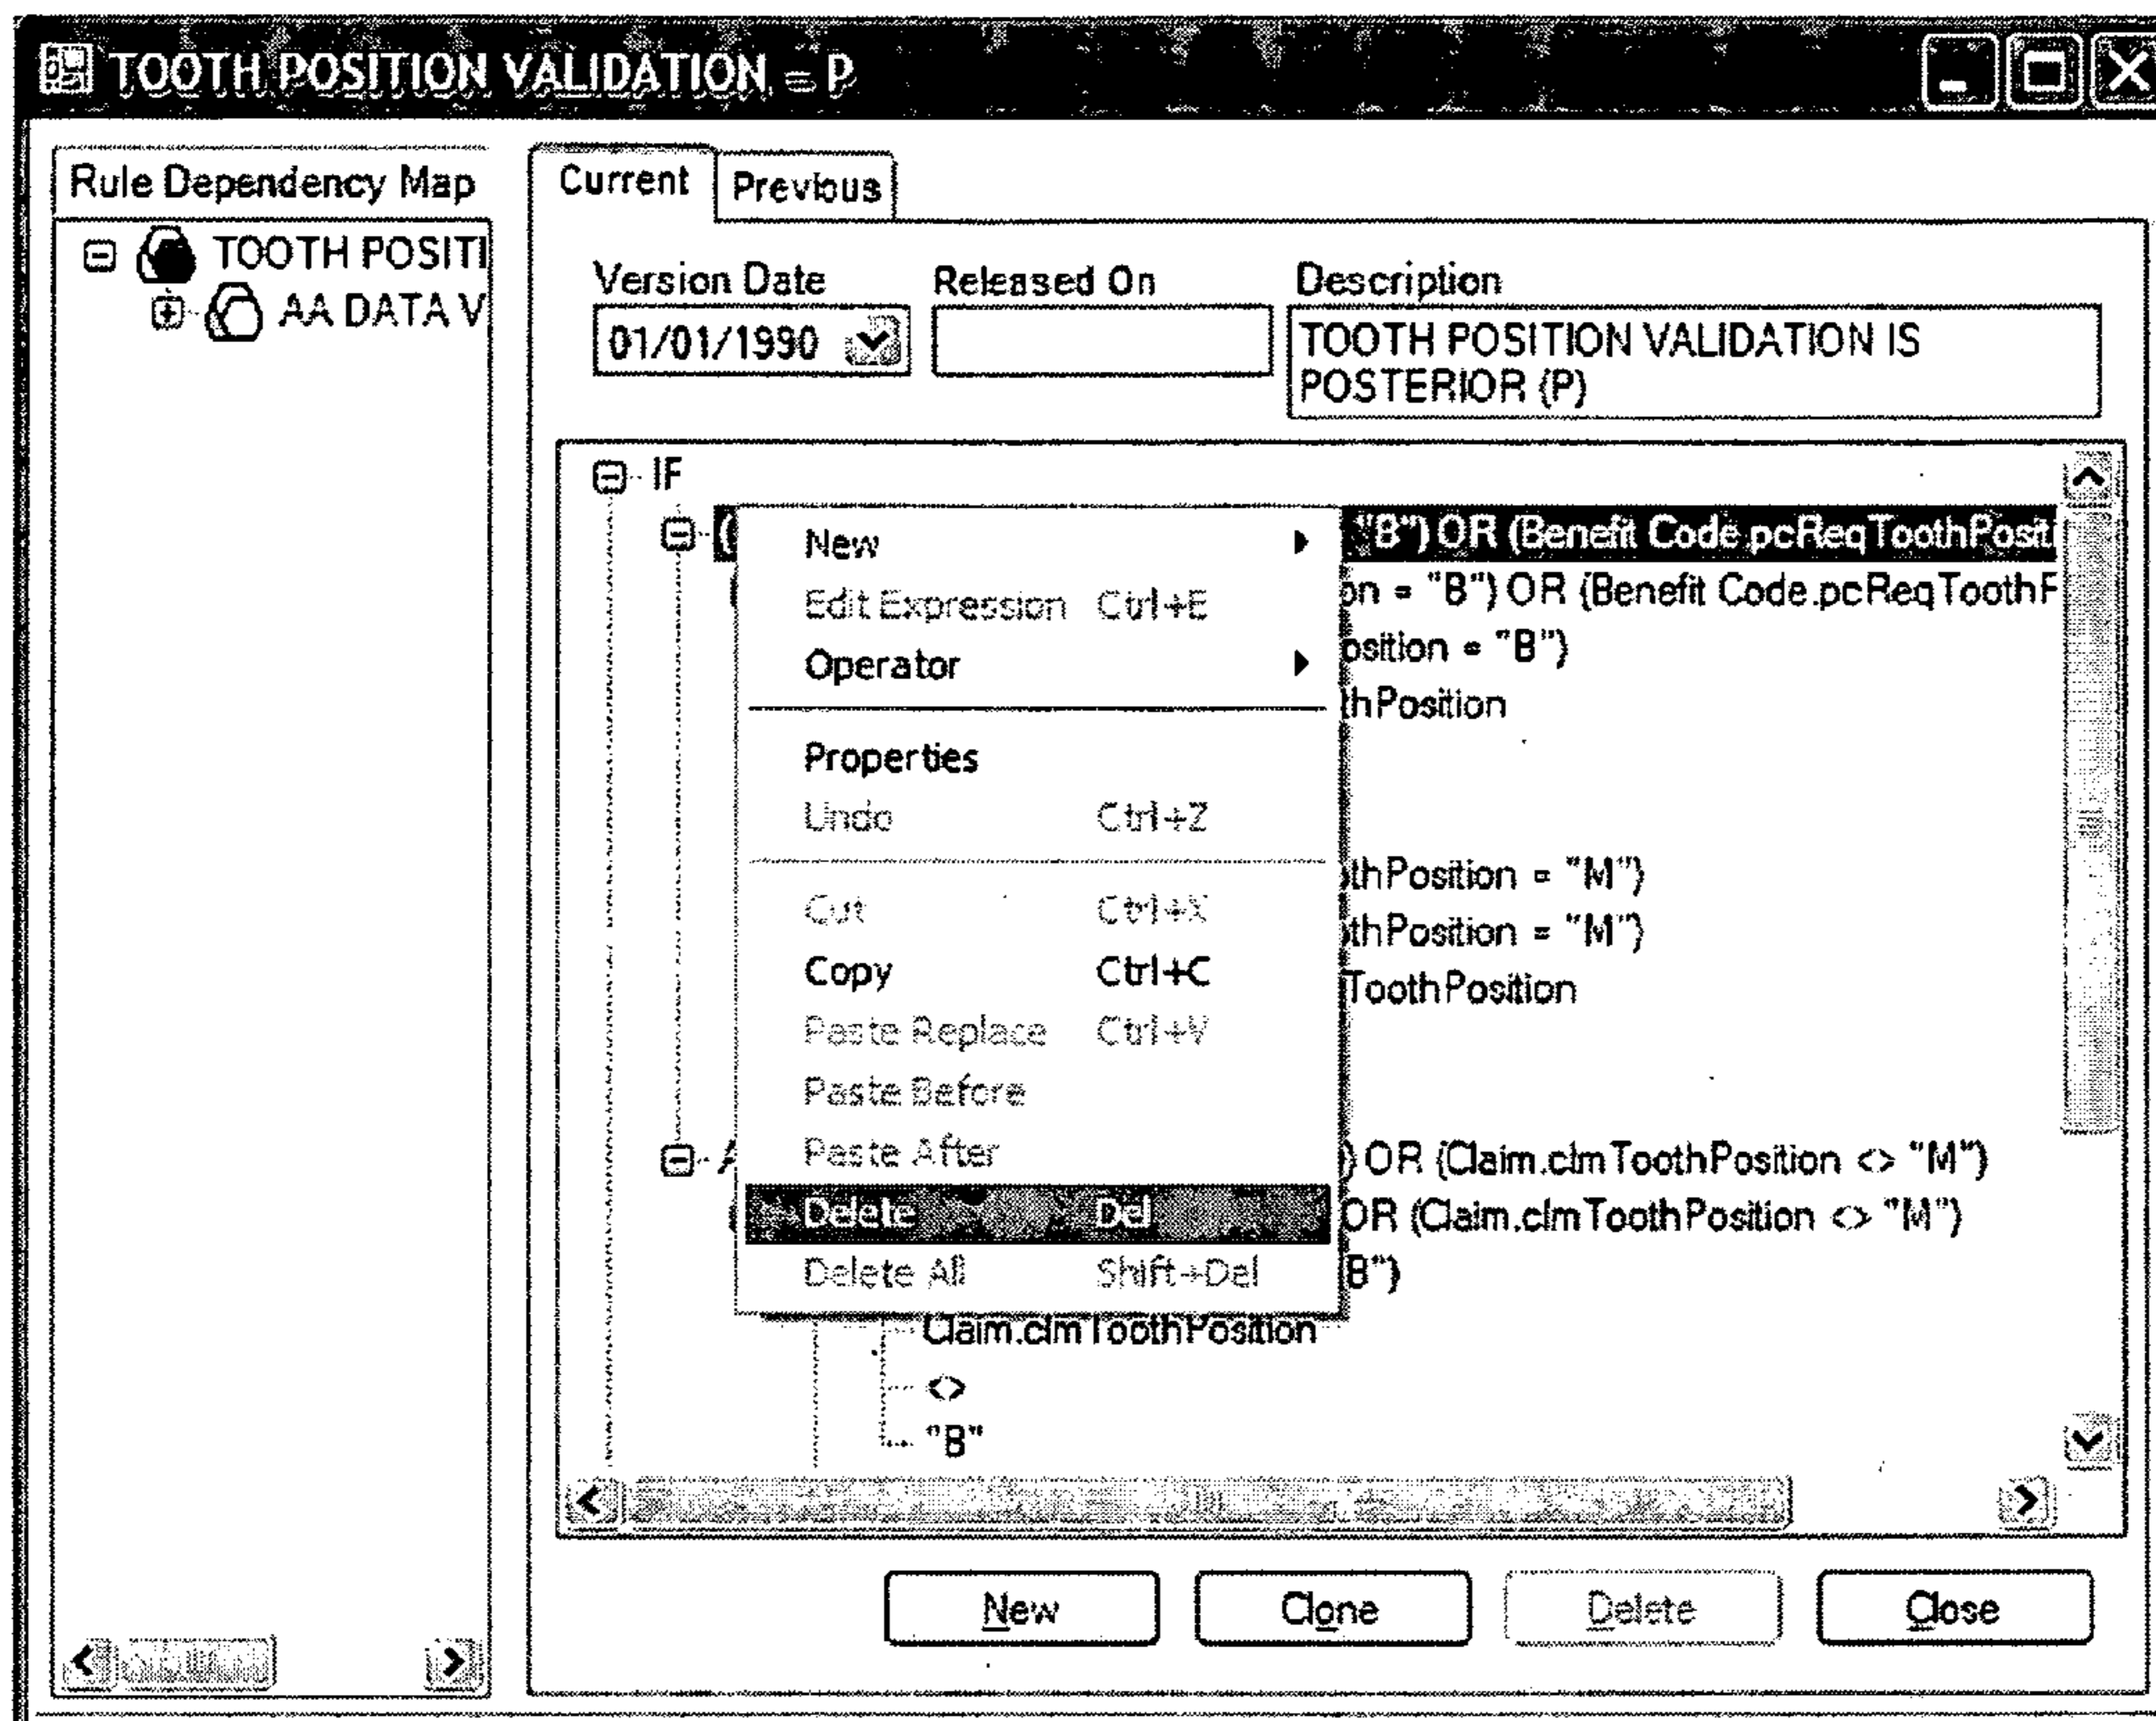 TOOTH POSITION VALIDATION = P
Rule Dependency Map
TOOTH POSITI
AA DATA V
Current
Previous
Version Date
Released On
Description
01/01/1990
TOOTH POSITION VALIDATION IS
POSTERIOR (P)
IF
( "B") OR (Benefit Code.pcReqToothPositi
on = "B") OR (Benefit Code.pcReqToothP
osition = "B")
thPosition
thPosition = "M")
thPosition = "M")
ToothPosition
) OR (Claim.clmToothPosition <> "M")
OR (Claim.clmToothPosition <> "M")
B")
Claim.clmToothPosition
<>
"B"
New
Edit Expression Ctrl+E
Operator
Properties
Undo Ctrl+Z
Cut Ctrl+X
Copy Ctrl+C
Paste Replace Ctrl+V
Paste Before
Paste After
Delete Del
Delete All Shift+Del
New
Clone
Delete
Close